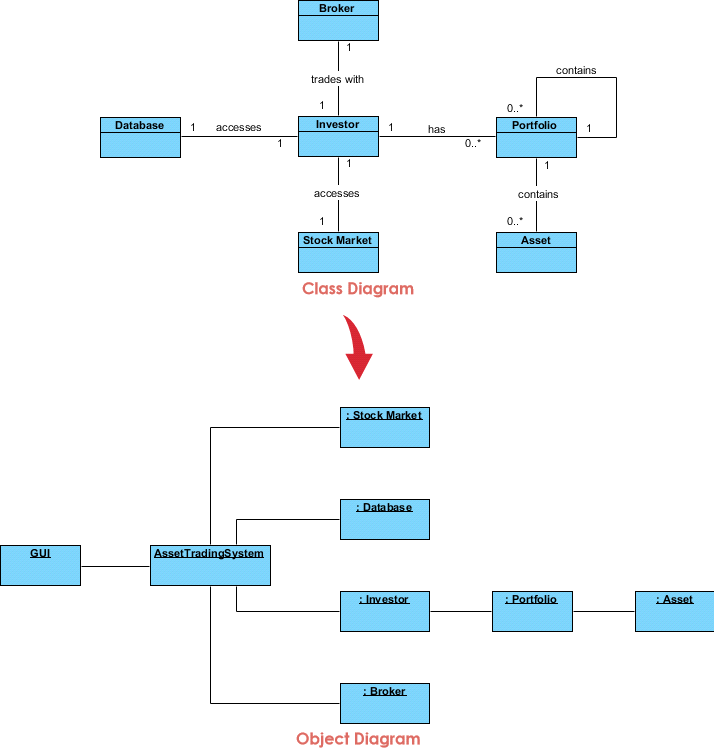 Broker
1
trades with
1
Database
1
accesses
1
Investor
1
has
0..*
Portfolio
1
contains
0..*
1
accesses
1
1
contains
0..*
Stock Market
Asset
Class Diagram
: Stock Market
: Database
GUI
AssetTradingSystem
: Investor
: Portfolio
: Asset
: Broker
Object Diagram